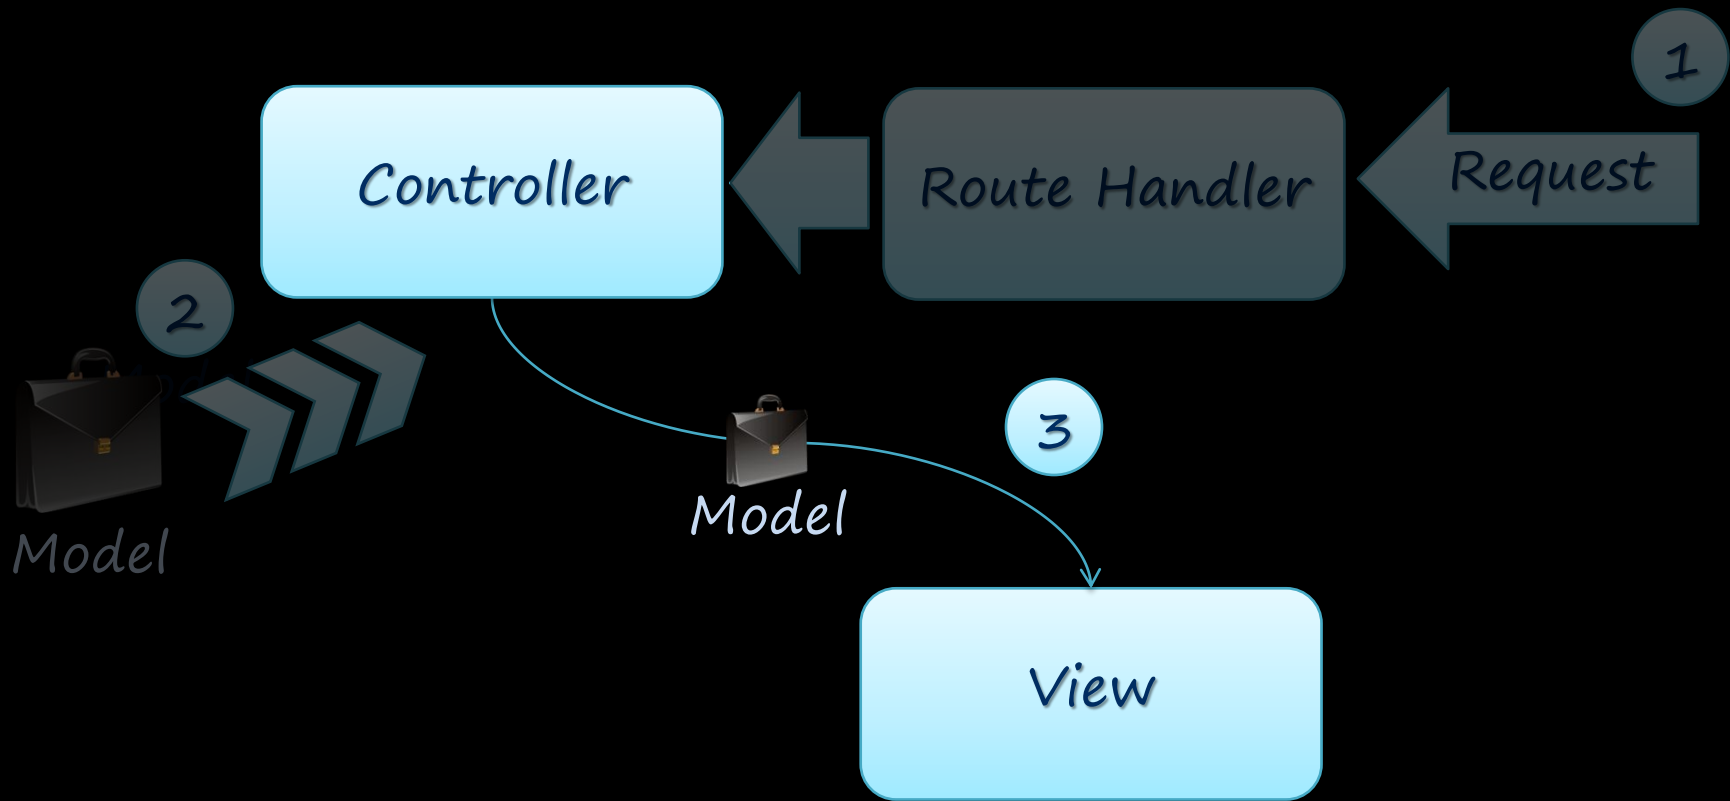 1
Controller
Route Handler
Request
2
3
Model
Model
View